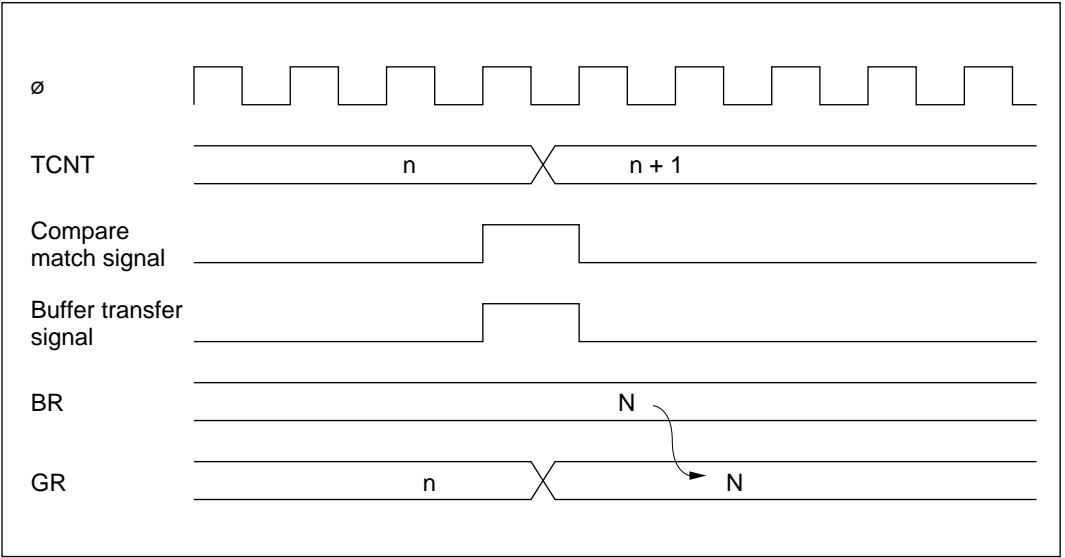 ø
TCNT n n + 1
Compare
match signal
Buffer transfer
signal
BR N
GR n N